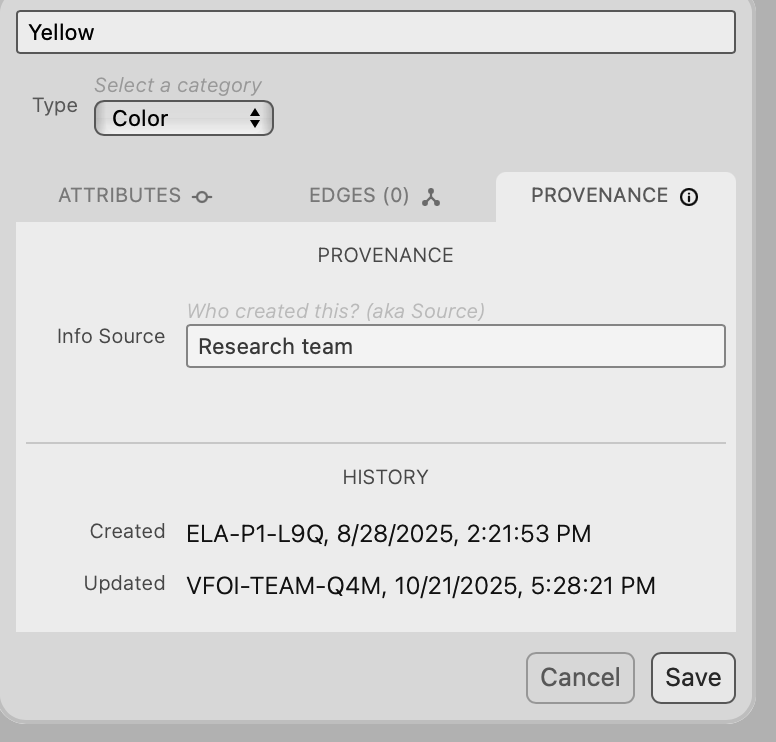 Yellow
Select a category
Type
Color
ATTRIBUTES
EDGES (0)
PROVENANCE
PROVENANCE
Who created this? (aka Source)
Info Source
Research team
HISTORY
Created ELA-P1-L9Q, 8/28/2025, 2:21:53 PM
Updated VFOI-TEAM-Q4M, 10/21/2025, 5:28:21 PM
Cancel
Save